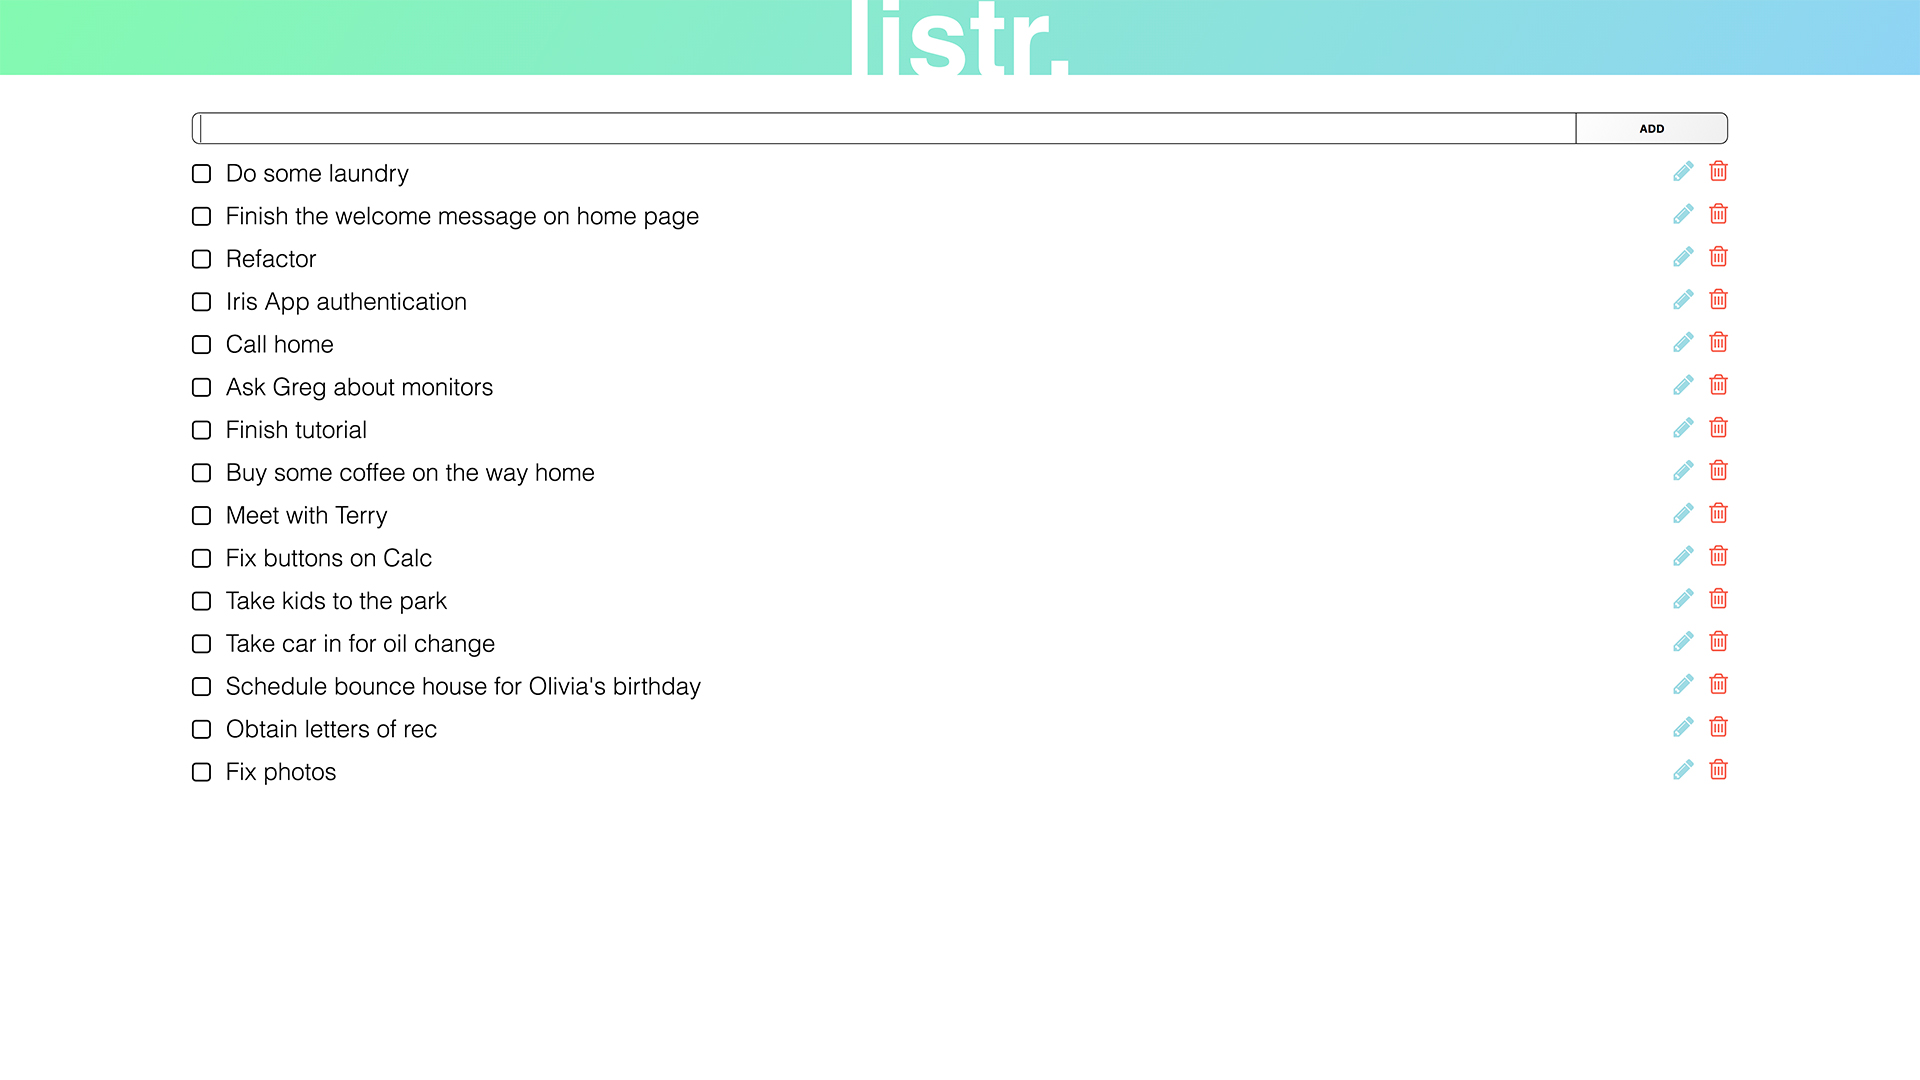 listr.
ADD
Do some laundry
Finish the welcome message on home page
Refactor
Iris App authentication
Call home
Ask Greg about monitors
Finish tutorial
Buy some coffee on the way home
Meet with Terry
Fix buttons on Calc
Take kids to the park
Take car in for oil change
Schedule bounce house for Olivia's birthday
Obtain letters of rec
Fix photos